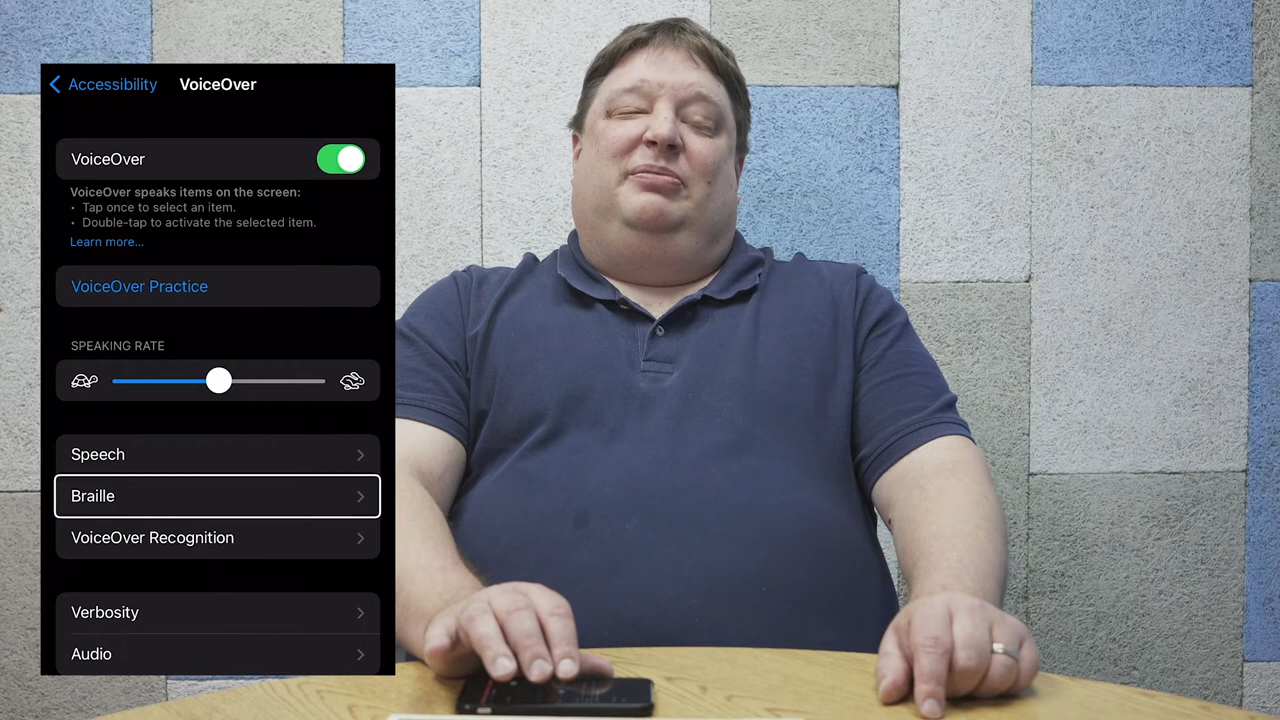 Accessibility
VoiceOver
VoiceOver
VoiceOver speaks items on the screen:
• Tap once to select an item.
• Double-tap to activate the selected item.
Learn more...
VoiceOver Practice
SPEAKING RATE
Speech
Braille
VoiceOver Recognition
Verbosity
Audio